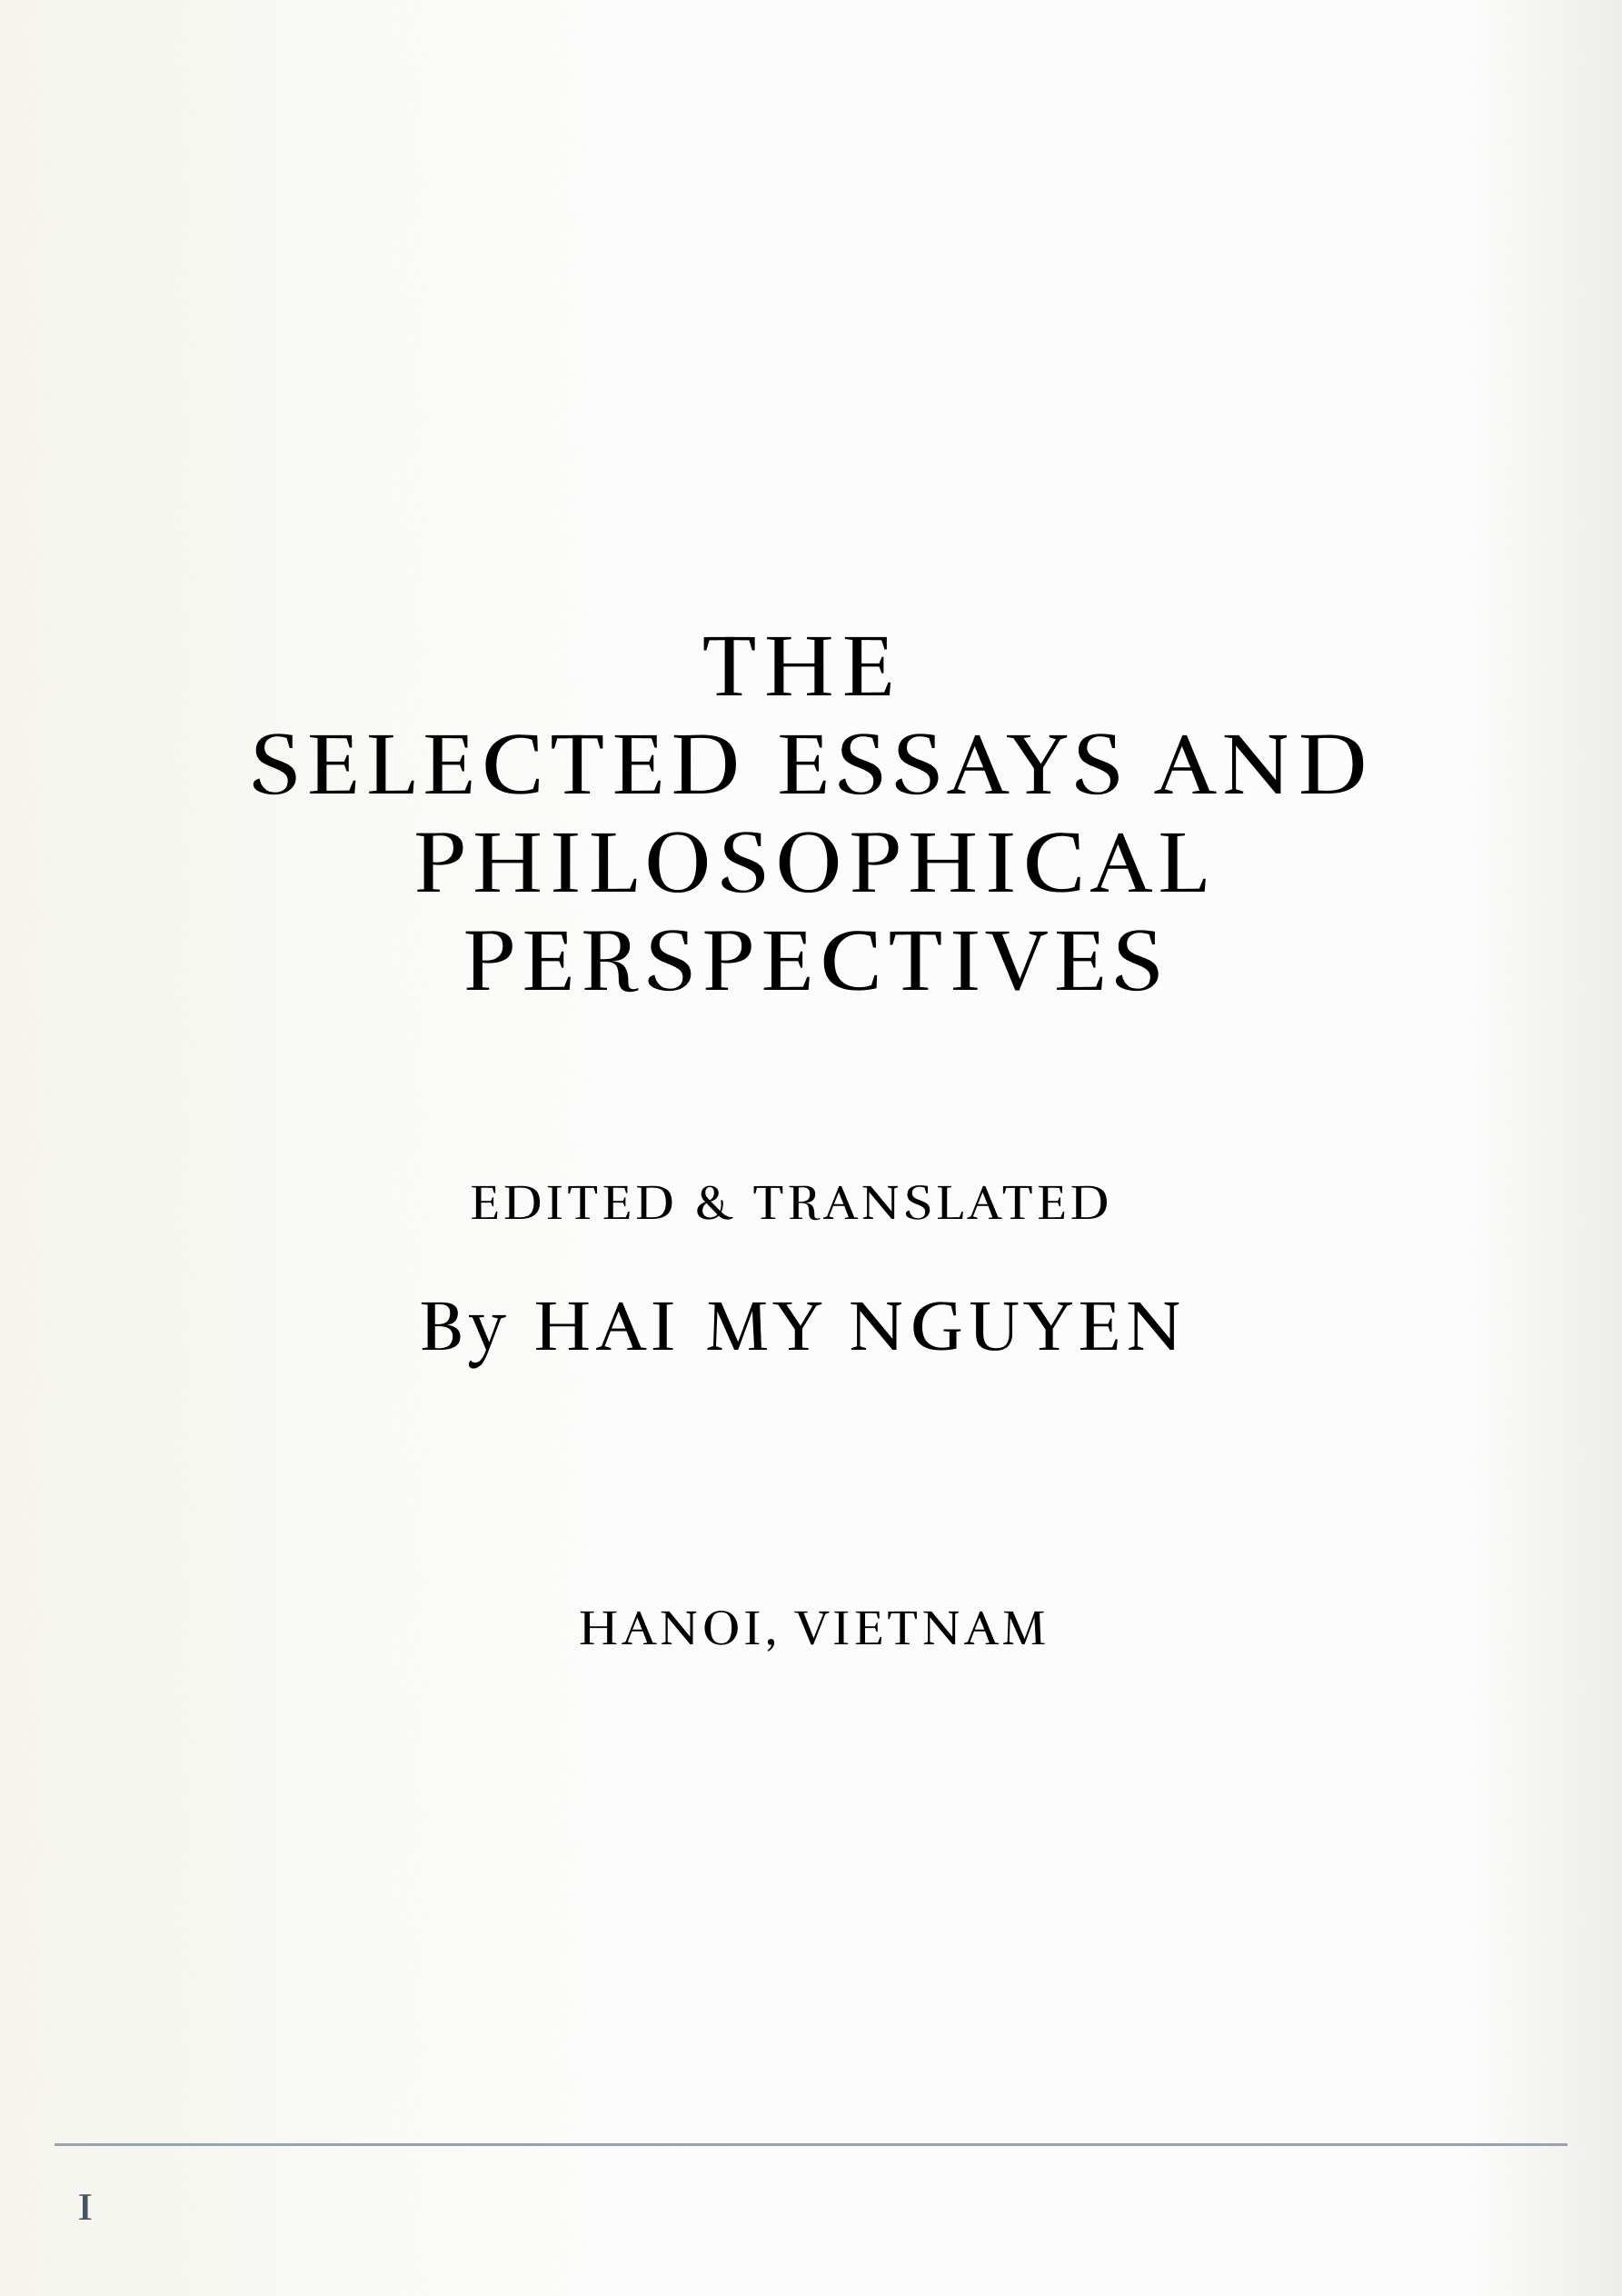 THE
SELECTED ESSAYS AND
PHILOSOPHICAL
PERSPECTIVES
EDITED & TRANSLATED
By HAI MY NGUYEN
HANOI, VIETNAM
I